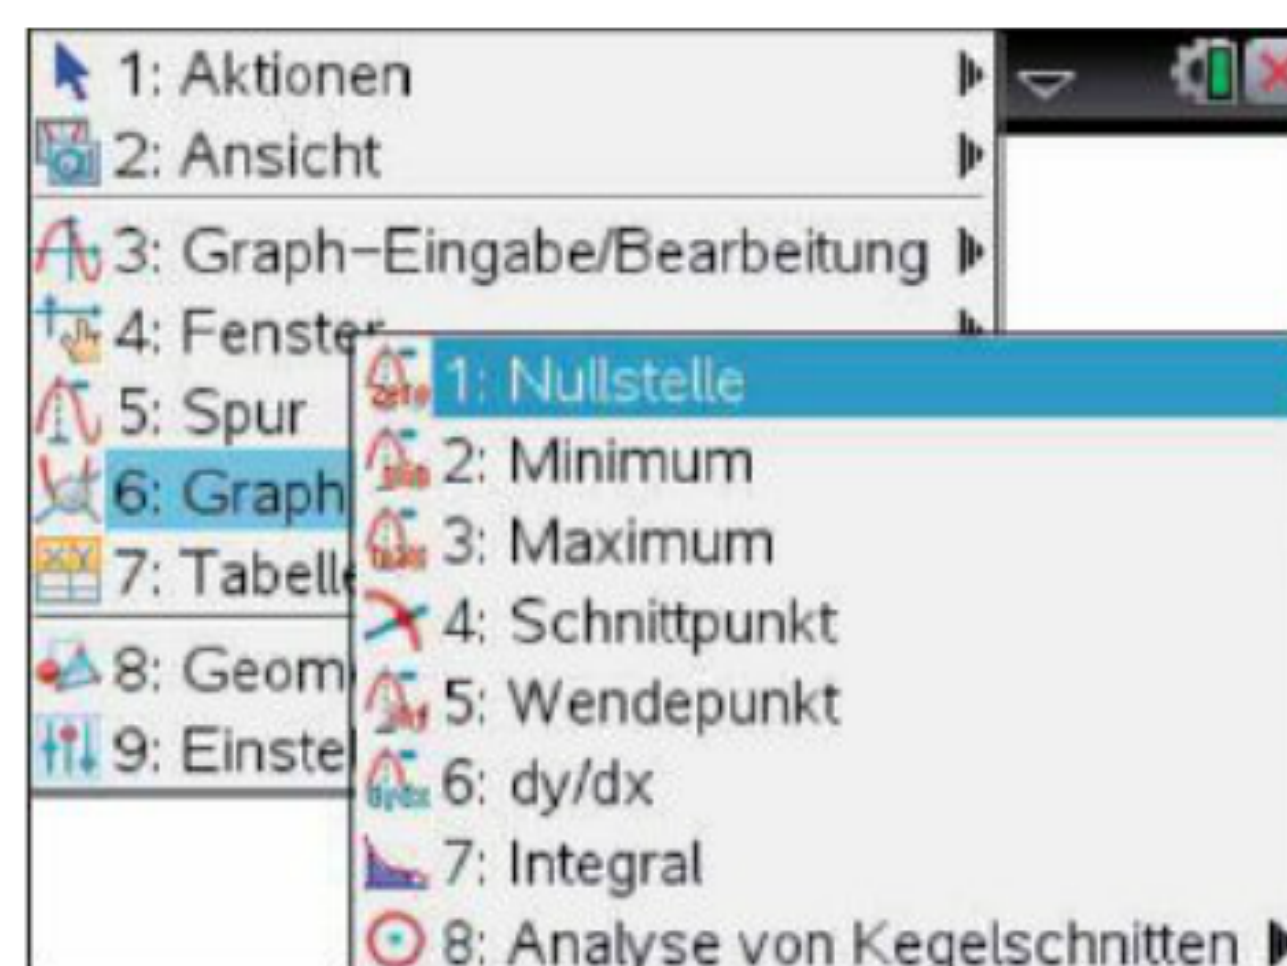 1: Aktionen
2: Ansicht
3: Graph-Eingabe/Bearbeitung
4: Fenster
5: Spur
6: Graph
7: Tabelle
8: Geom
9: Einstel
1: Nullstelle
2: Minimum
3: Maximum
4: Schnittpunkt
5: Wendepunkt
6: dy/dx
7: Integral
8: Analyse von Kegelschnitten